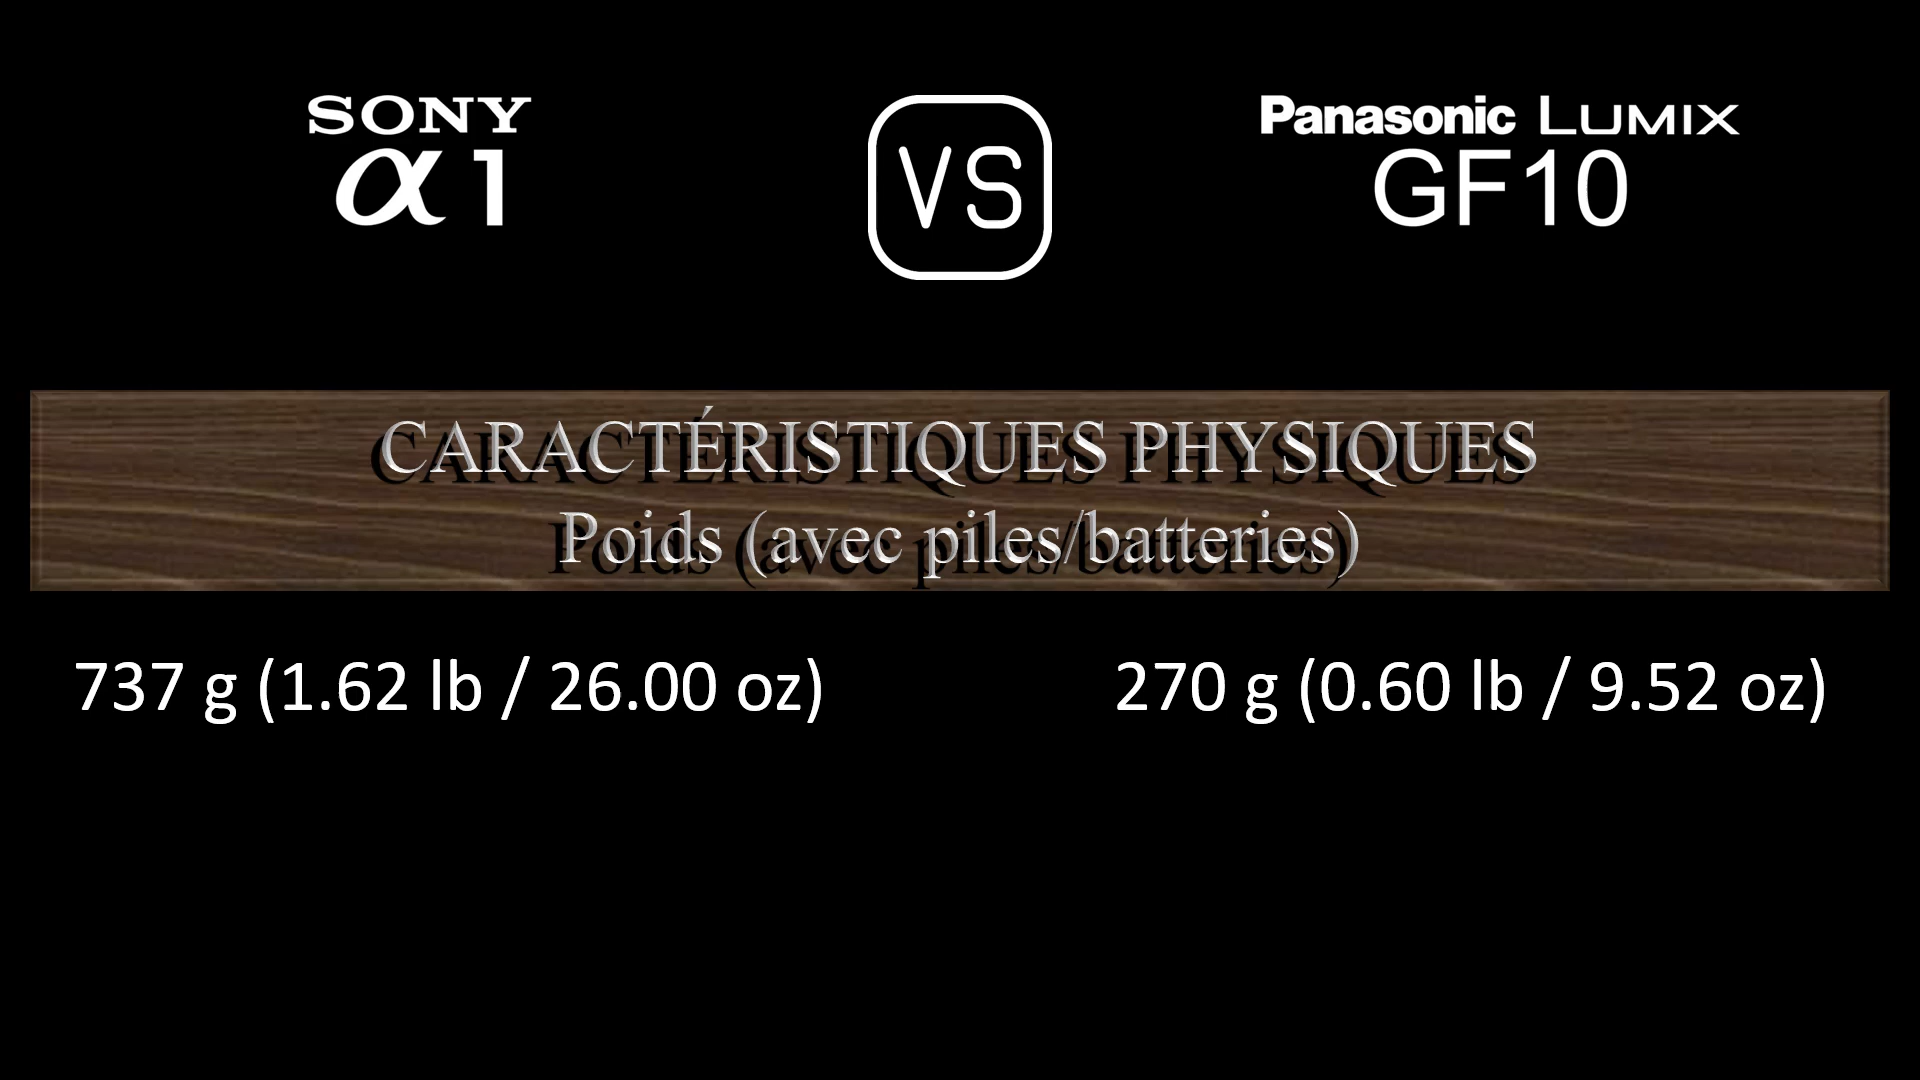 SONY
α1
VS
Panasonic LUMIX
GF10
CARACTÉRISTIQUES PHYSIQUES
Poids (avec piles/batteries)
737 g (1.62 lb / 26.00 oz)
270 g (0.60 lb / 9.52 oz)